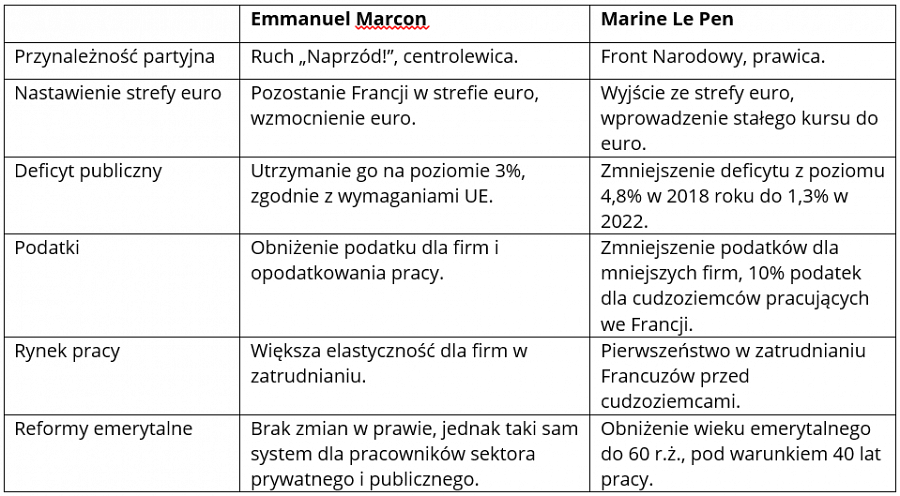 Emmanuel Marcon Marine Le Pen
Przynależność partyjna Ruch „Naprzód!”, centrolewica. Front Narodowy, prawica.
Nastawienie strefy euro Pozostanie Francji w strefie euro, Wyjście ze strefy euro,
wzmocnienie euro. wprowadzenie stałego kursu do
euro.
Deficyt publiczny Utrzymanie go na poziomie 3%, Zmniejszenie deficytu z poziomu
zgodnie z wymaganiami UE. 4,8% w 2018 roku do 1,3% w
2022.
Podatki Obniżenie podatku dla firm i Zmniejszenie podatków dla
opodatkowania pracy. mniejszych firm, 10% podatek
dla cudzoziemców pracujących
we Francji.
Rynek pracy Większa elastyczność dla firm w Pierwszeństwo w zatrudnianiu
zatrudnianiu. Francuzów przed
cudzoziemcami.
Reformy emerytalne Brak zmian w prawie, jednak taki sam Obniżenie wieku emerytalnego
system dla pracowników sektora do 60 r.ż., pod warunkiem 40 lat
prywatnego i publicznego. pracy.